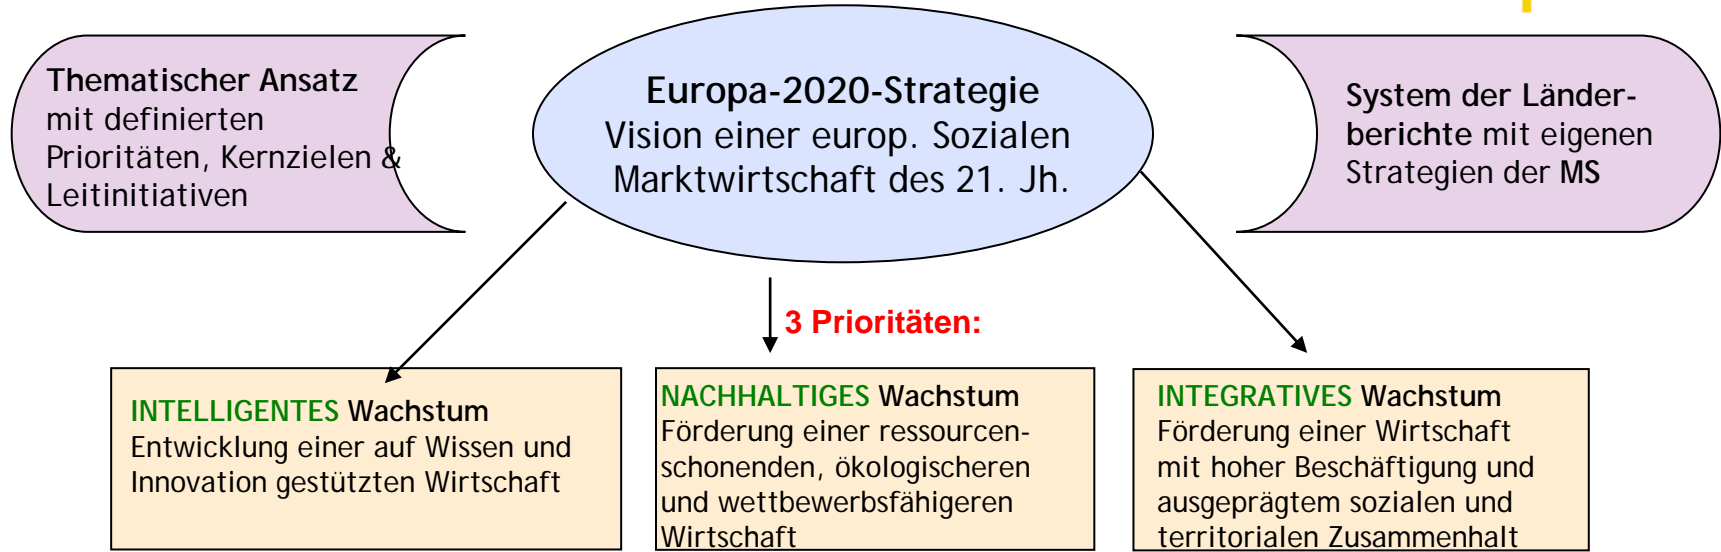 Thematischer Ansatz
mit definierten
Prioritäten, Kernzielen &
Leitinitiativen
Europa-2020-Strategie
Vision einer europ. Sozialen
Marktwirtschaft des 21. Jh.
System der Länder-
berichte mit eigenen
Strategien der MS
3 Prioritäten:
INTELLIGENTES Wachstum
Entwicklung einer auf Wissen und
Innovation gestützten Wirtschaft
NACHHALTIGES Wachstum
Förderung einer ressourcen-
schonenden, ökologischeren
und wettbewerbsfähigeren
Wirtschaft
INTEGRATIVES Wachstum
Förderung einer Wirtschaft
mit hoher Beschäftigung und
ausgeprägtem sozialen und
territorialen Zusammenhalt